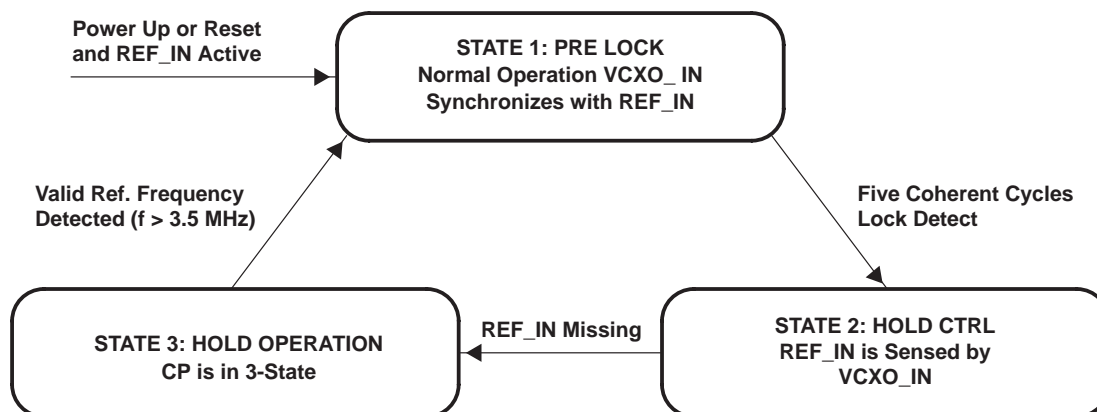 Power Up or Reset
and REF_IN Active
STATE 1: PRE LOCK
Normal Operation VCXO_ IN
Synchronizes with REF_IN
Valid Ref. Frequency
Detected (f > 3.5 MHz)
Five Coherent Cycles
Lock Detect
STATE 3: HOLD OPERATION
CP is in 3-State
REF_IN Missing
STATE 2: HOLD CTRL
REF_IN is Sensed by
VCXO_IN